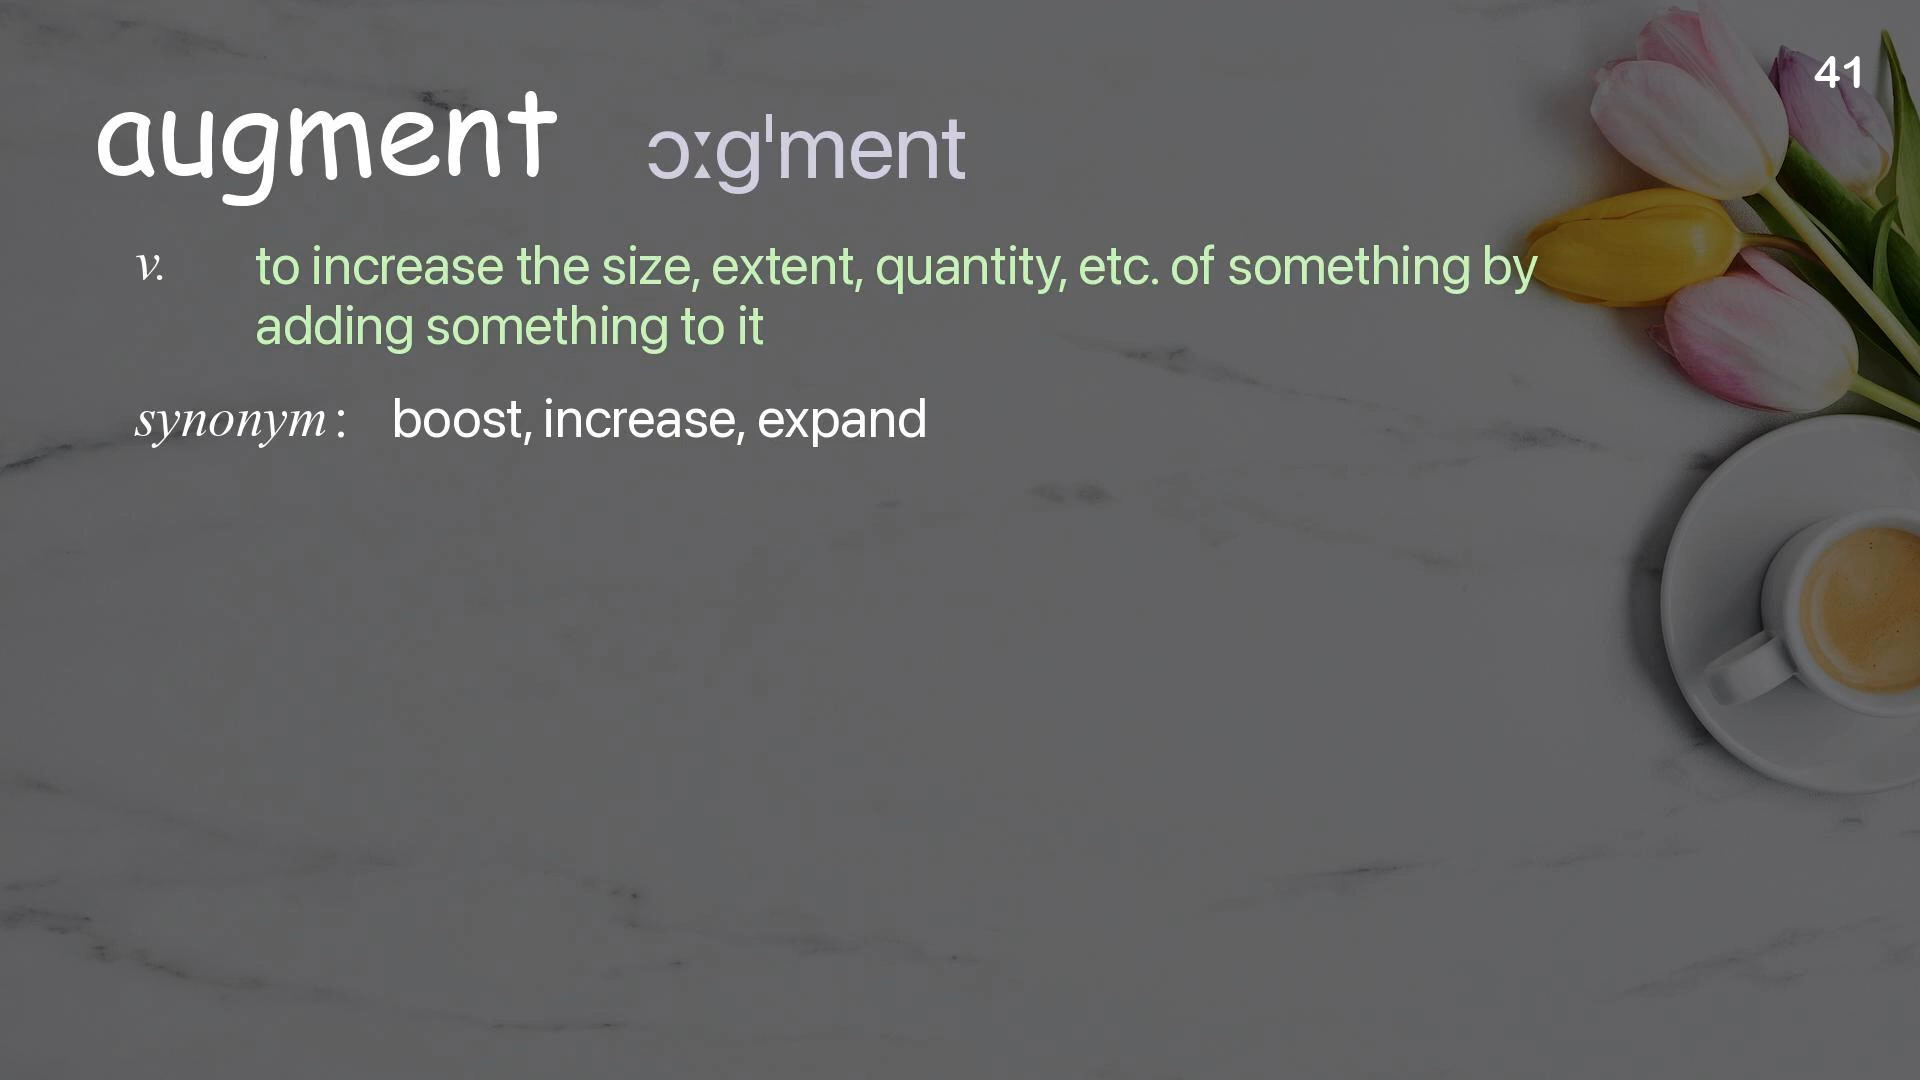 41
augment ɔːgˈment
v. to increase the size, extent, quantity, etc. of something by
adding something to it
synonym : boost, increase, expand